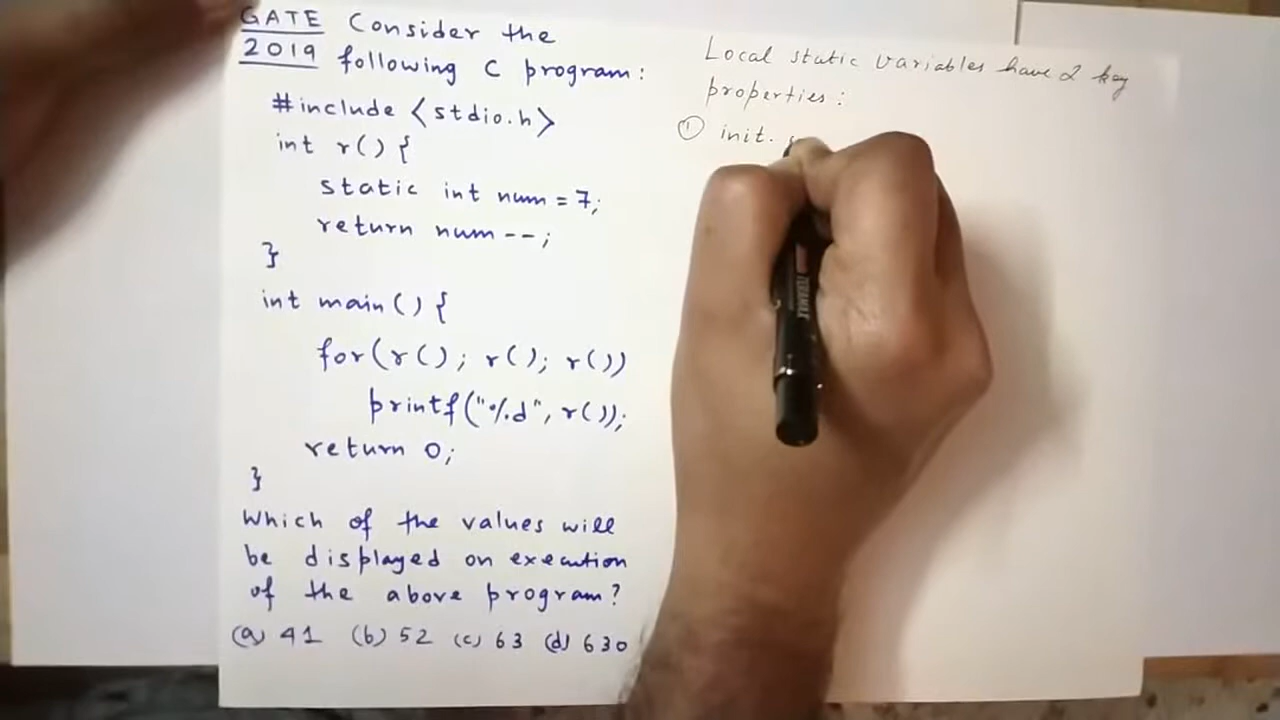 GATE Consider the
2019 following C program:
#include <stdio.h>
int r() {
static int num = 7;
return num --;
}
int main() {
for(r(); r(); r())
printf("%d", r());
return 0;
}
Which of the values will
be displayed on execution
of the above program?
(a) 41 (b) 52 (c) 63 (d) 630
Local static variables have 2 key
properties:
① init.